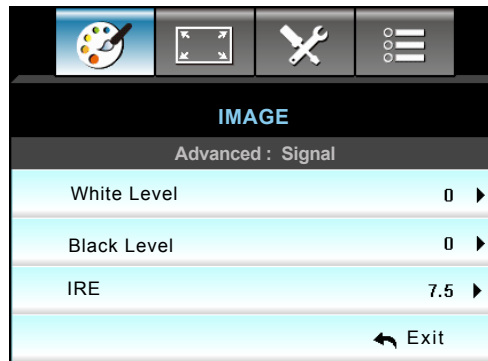 IMAGE
Advanced : Signal
White Level 0
Black Level 0
IRE 7.5
Exit